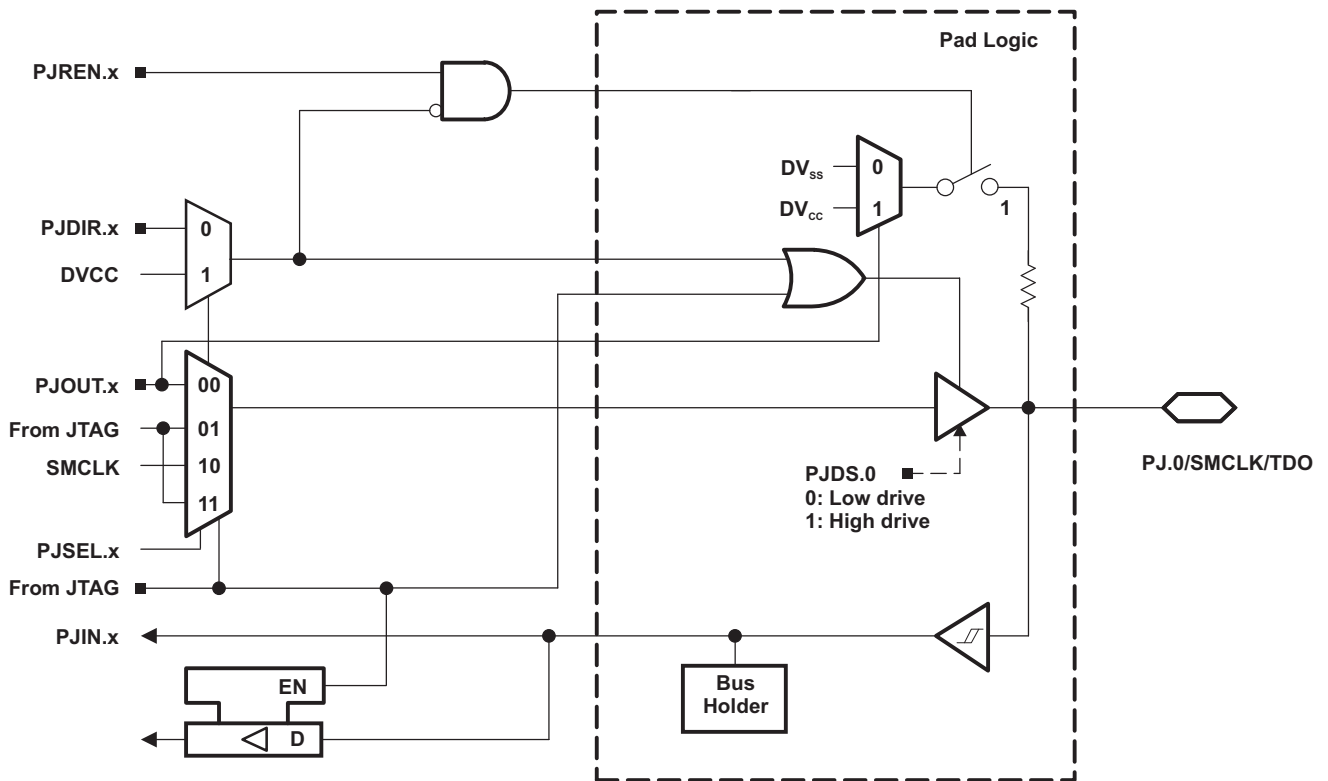 Pad Logic
PJREN.x
DVss 0
DVcc 1
1
PJDIR.x 0
DVCC 1
PJOUT.x 00
From JTAG 01
SMCLK 10
11
PJDS.0
0: Low drive
1: High drive
PJ.0/SMCLK/TDO
PJSEL.x
From JTAG
PJIN.x
EN
D
Bus
Holder